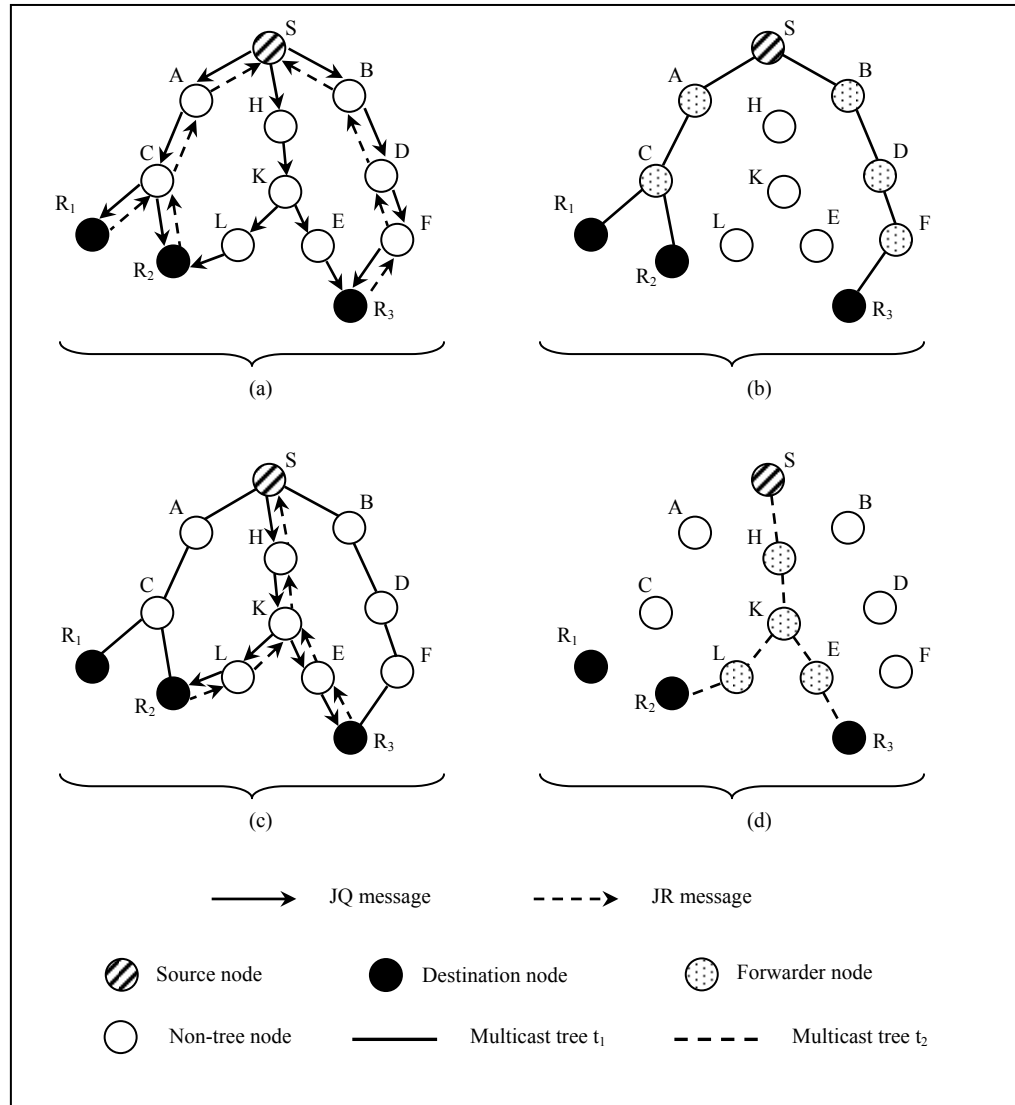 S
A
B
H
C
D
K
R1
L
E
F
R2
R3
(a)
S
A
B
H
C
D
K
R1
L
E
F
R2
R3
(b)
S
A
B
H
C
D
K
R1
L
E
F
R2
R3
(c)
S
A
B
H
C
D
K
R1
L
E
F
R2
R3
(d)
JQ message
JR message
Source node
Destination node
Forwarder node
Non-tree node
Multicast tree t1
Multicast tree t2